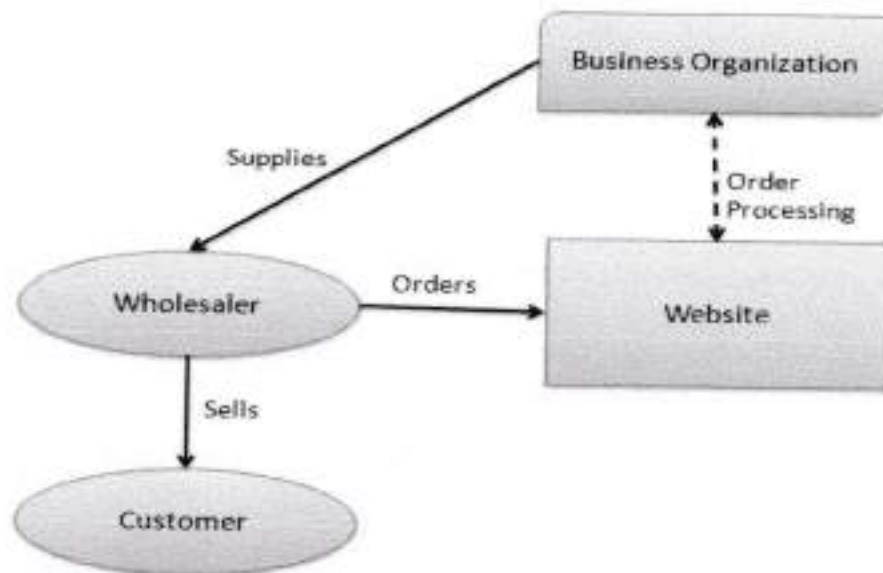 Business Organization
Supplies
Order
Processing
Wholesaler
Orders
Website
Sells
Customer